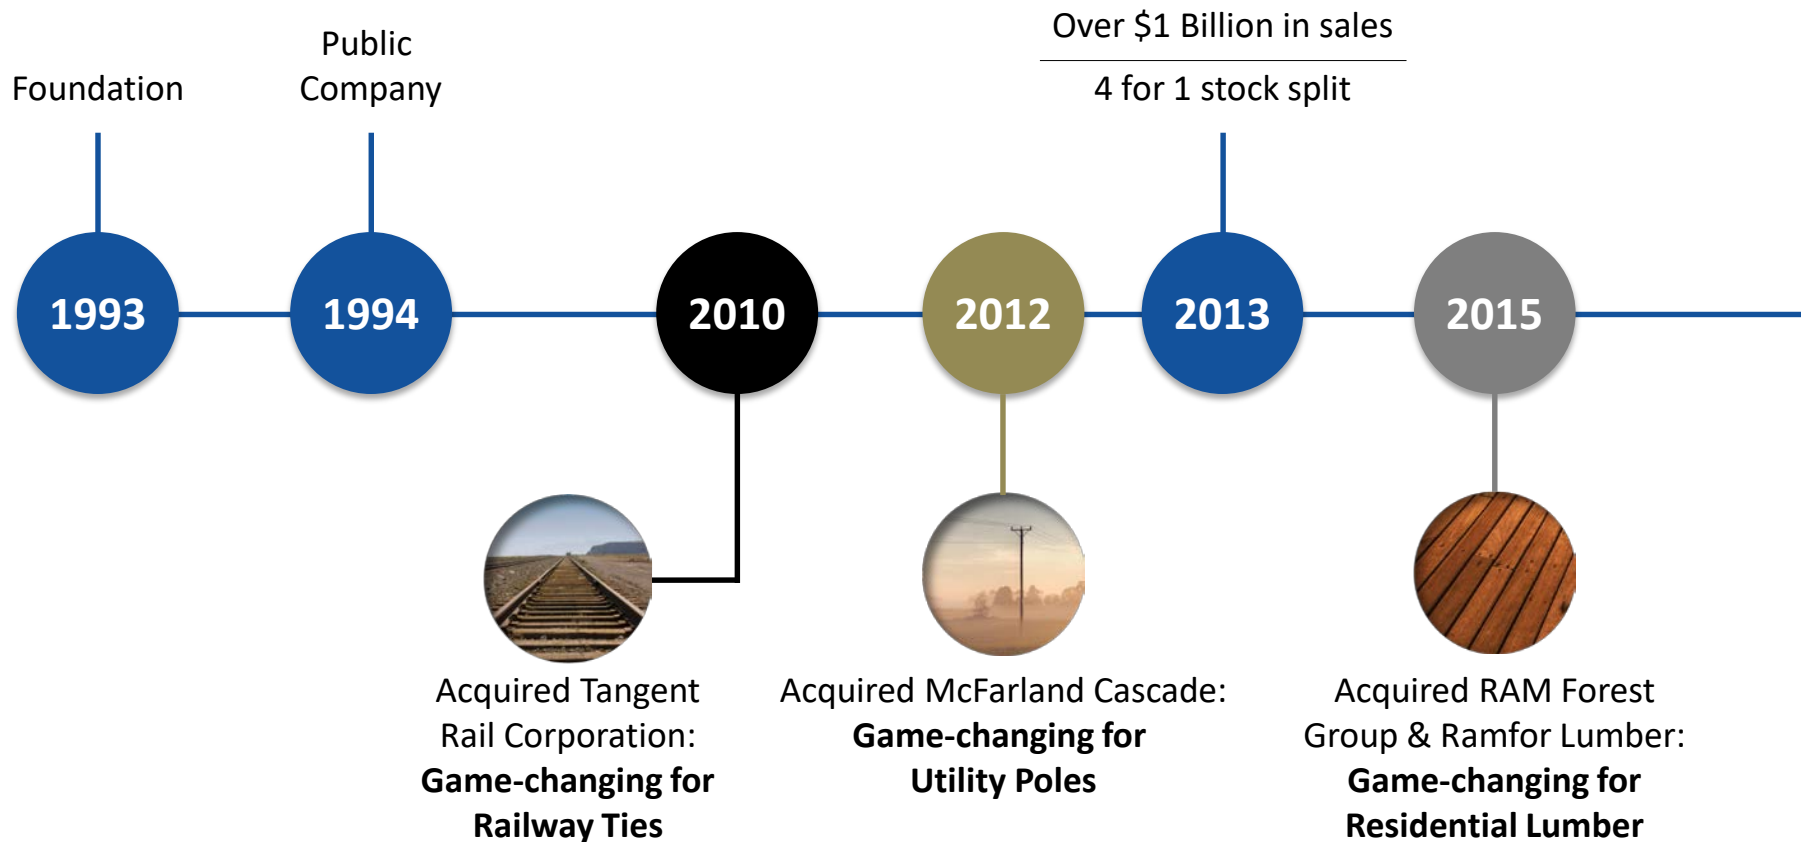 Foundation
Public
Company
Over $1 Billion in sales
4 for 1 stock split
1993
1994
2010
2012
2013
2015
Acquired Tangent
Rail Corporation:
Game-changing for
Railway Ties
Acquired McFarland Cascade:
Game-changing for
Utility Poles
Acquired RAM Forest
Group & Ramfor Lumber:
Game-changing for
Residential Lumber